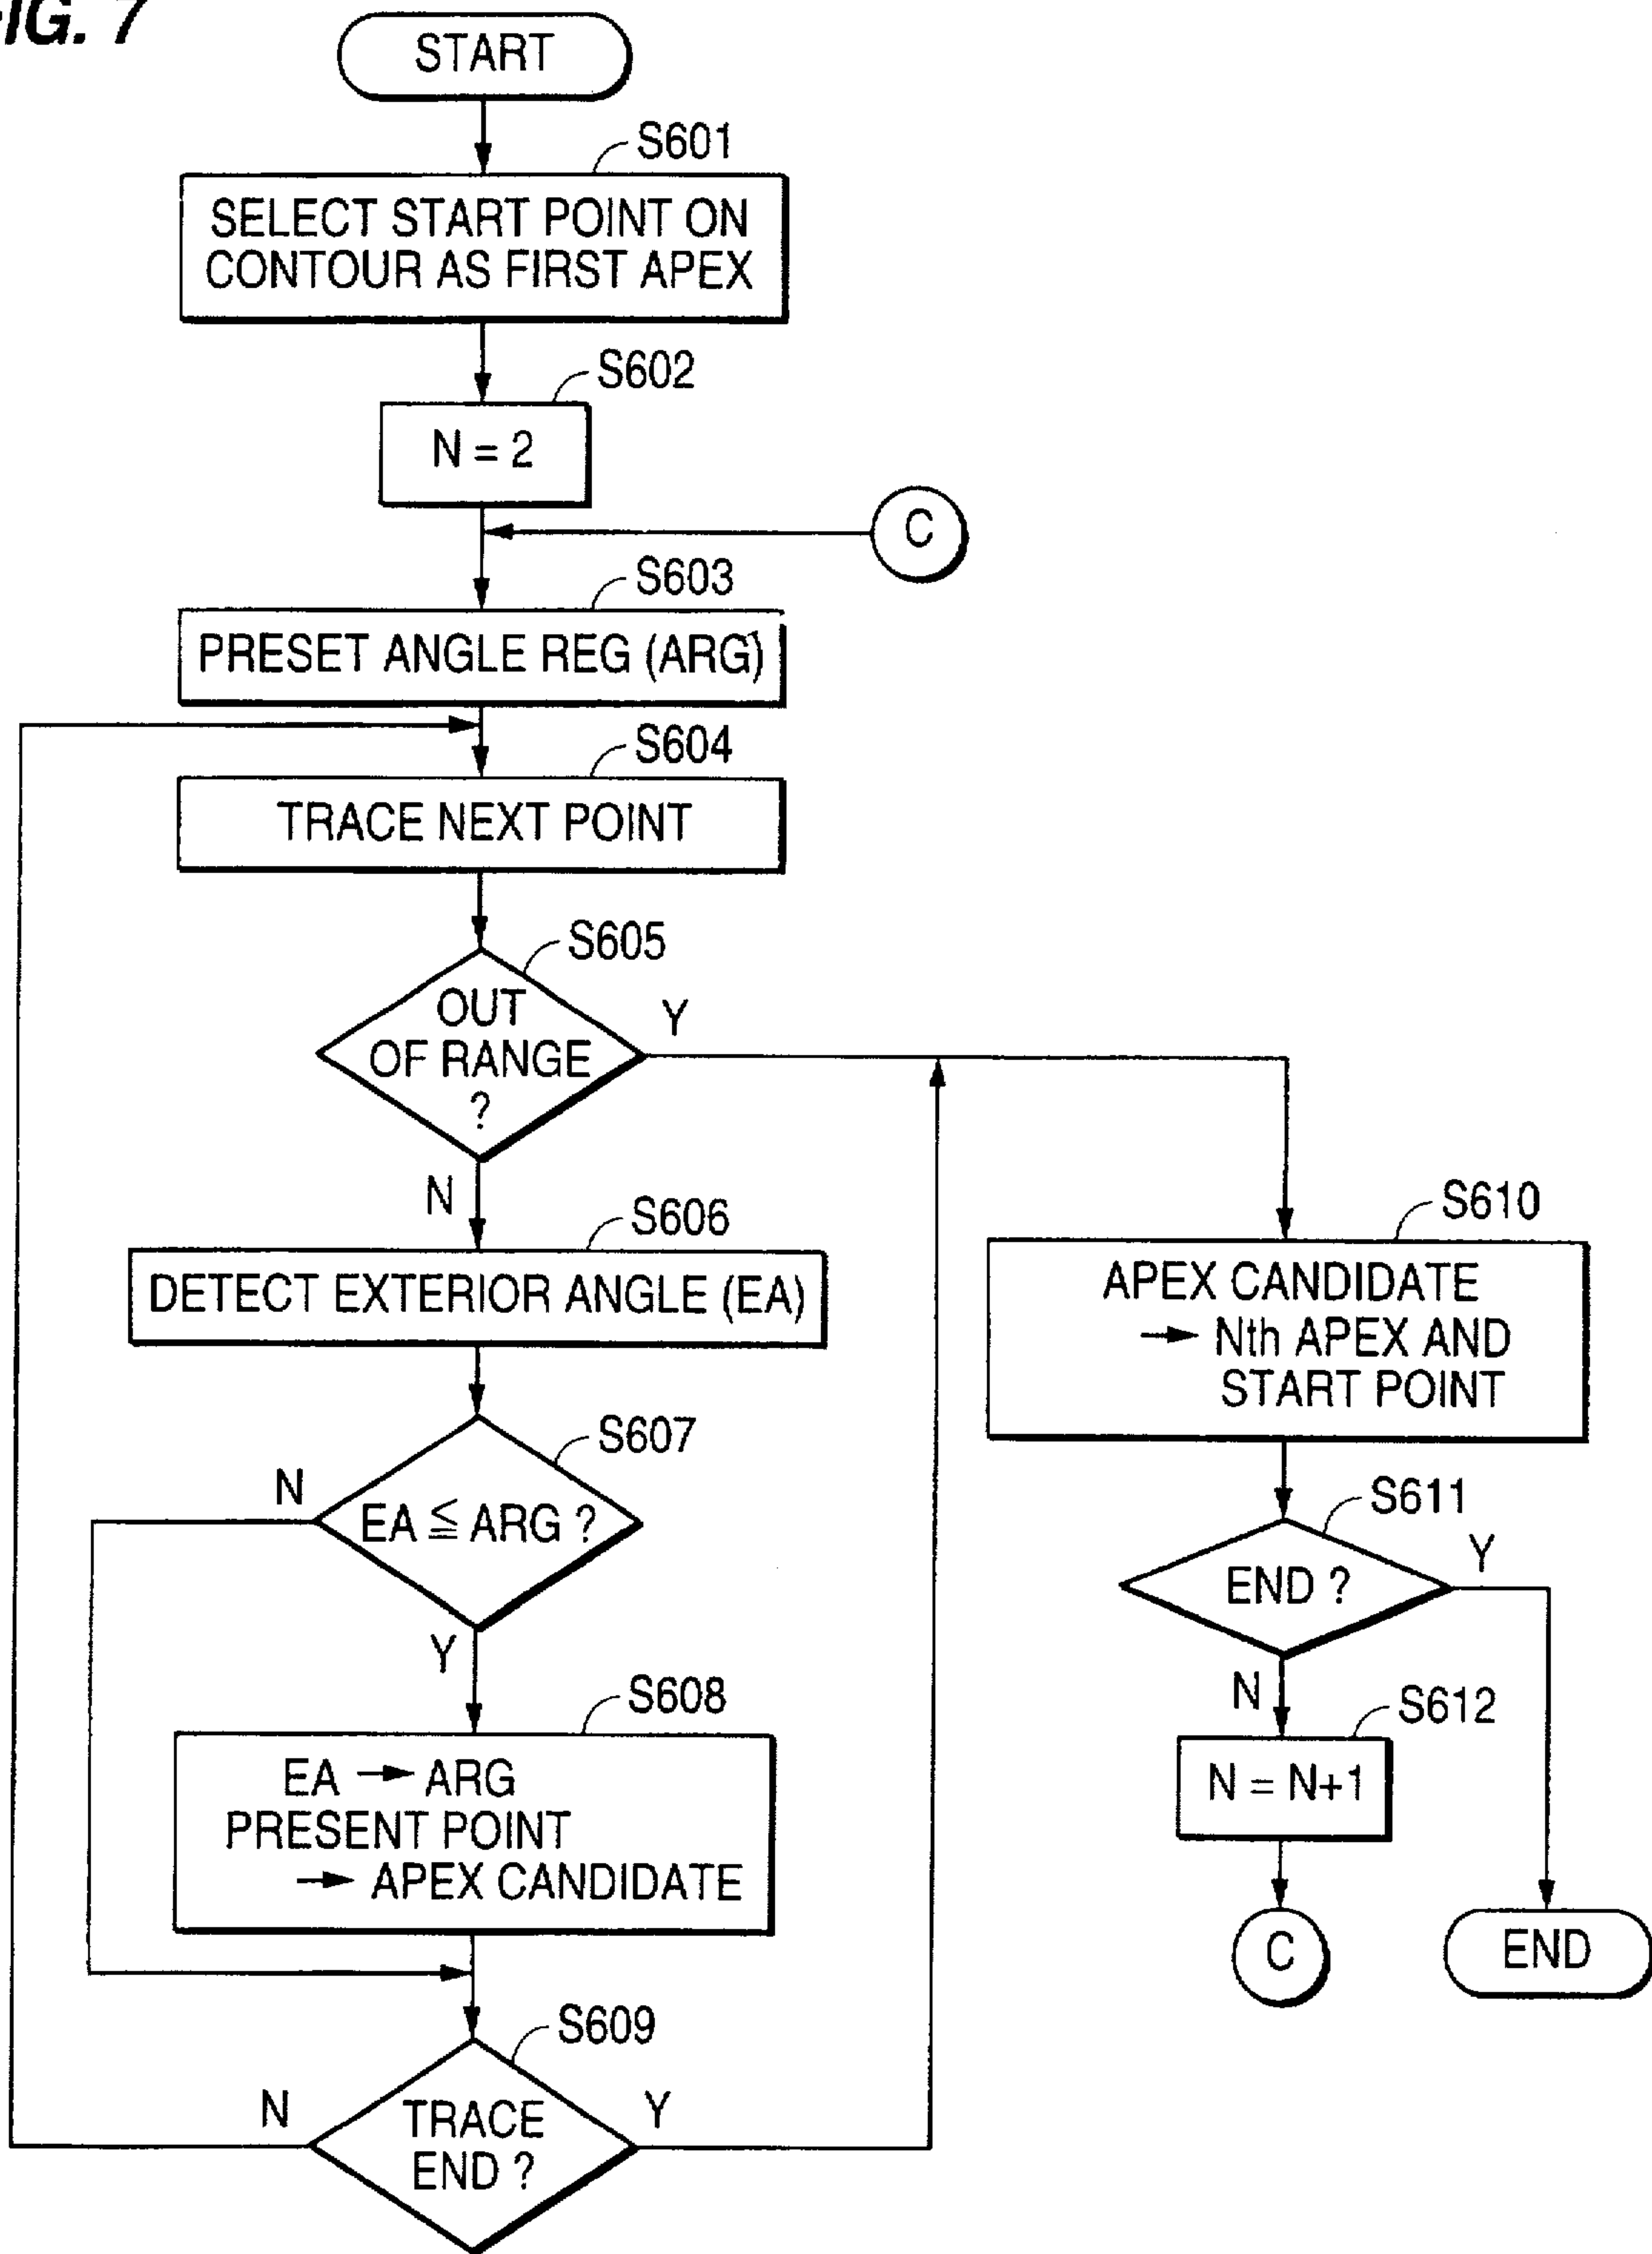 FIG. 7
START
S601
SELECT START POINT ON
CONTOUR AS FIRST APEX
S602
N = 2
C
S603
PRESET ANGLE REG (ARG)
S604
TRACE NEXT POINT
S605
OUT
OF RANGE
?
Y
N
S606
DETECT EXTERIOR ANGLE (EA)
S607
EA ≦ ARG ?
N
Y
S608
EA → ARG
PRESENT POINT
→ APEX CANDIDATE
S609
TRACE
END ?
N
Y
S610
APEX CANDIDATE
→ Nth APEX AND
START POINT
S611
END ?
Y
N
S612
N = N+1
C
END